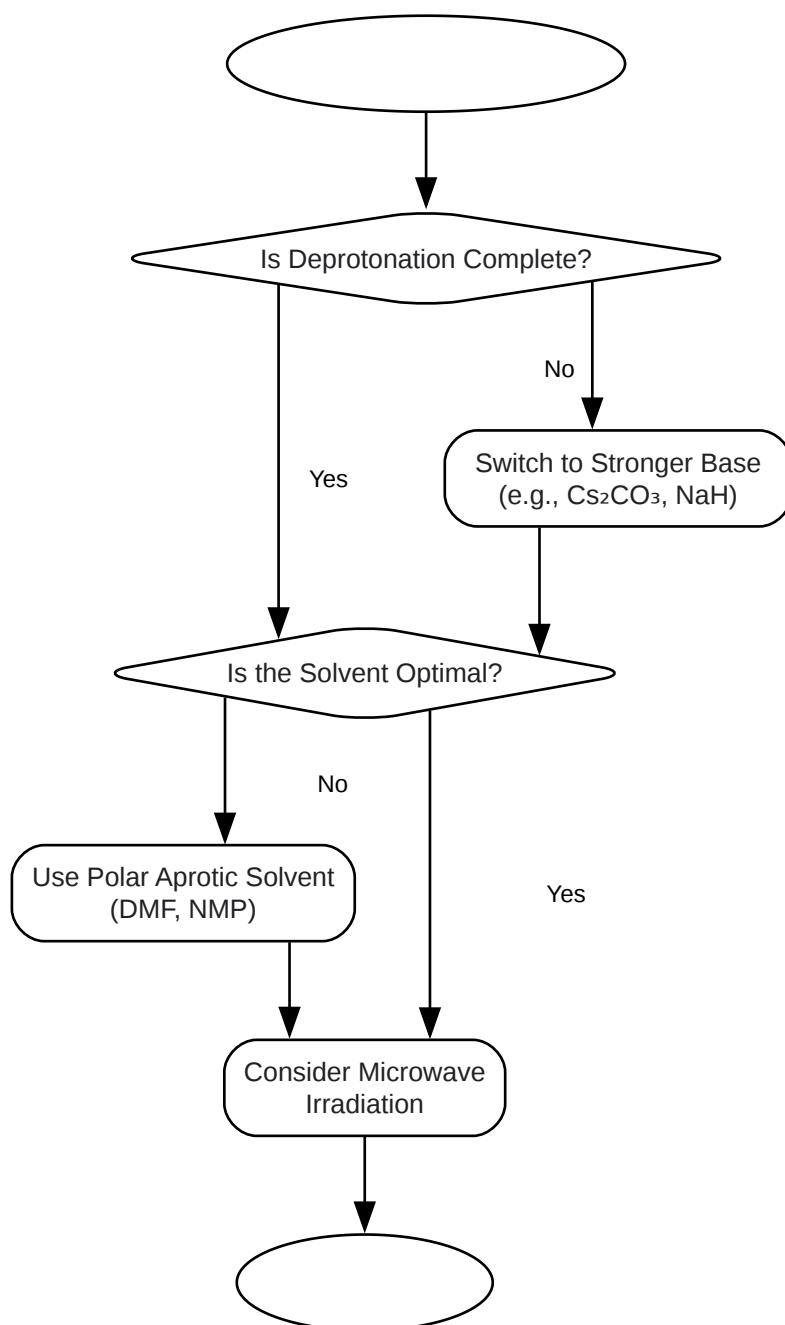 Is Deprotonation Complete?
No
Switch to Stronger Base
(e.g., Cs₂CO₃, NaH)
Yes
Is the Solvent Optimal?
No
Use Polar Aprotic Solvent
(DMF, NMP)
Yes
Consider Microwave
Irradiation